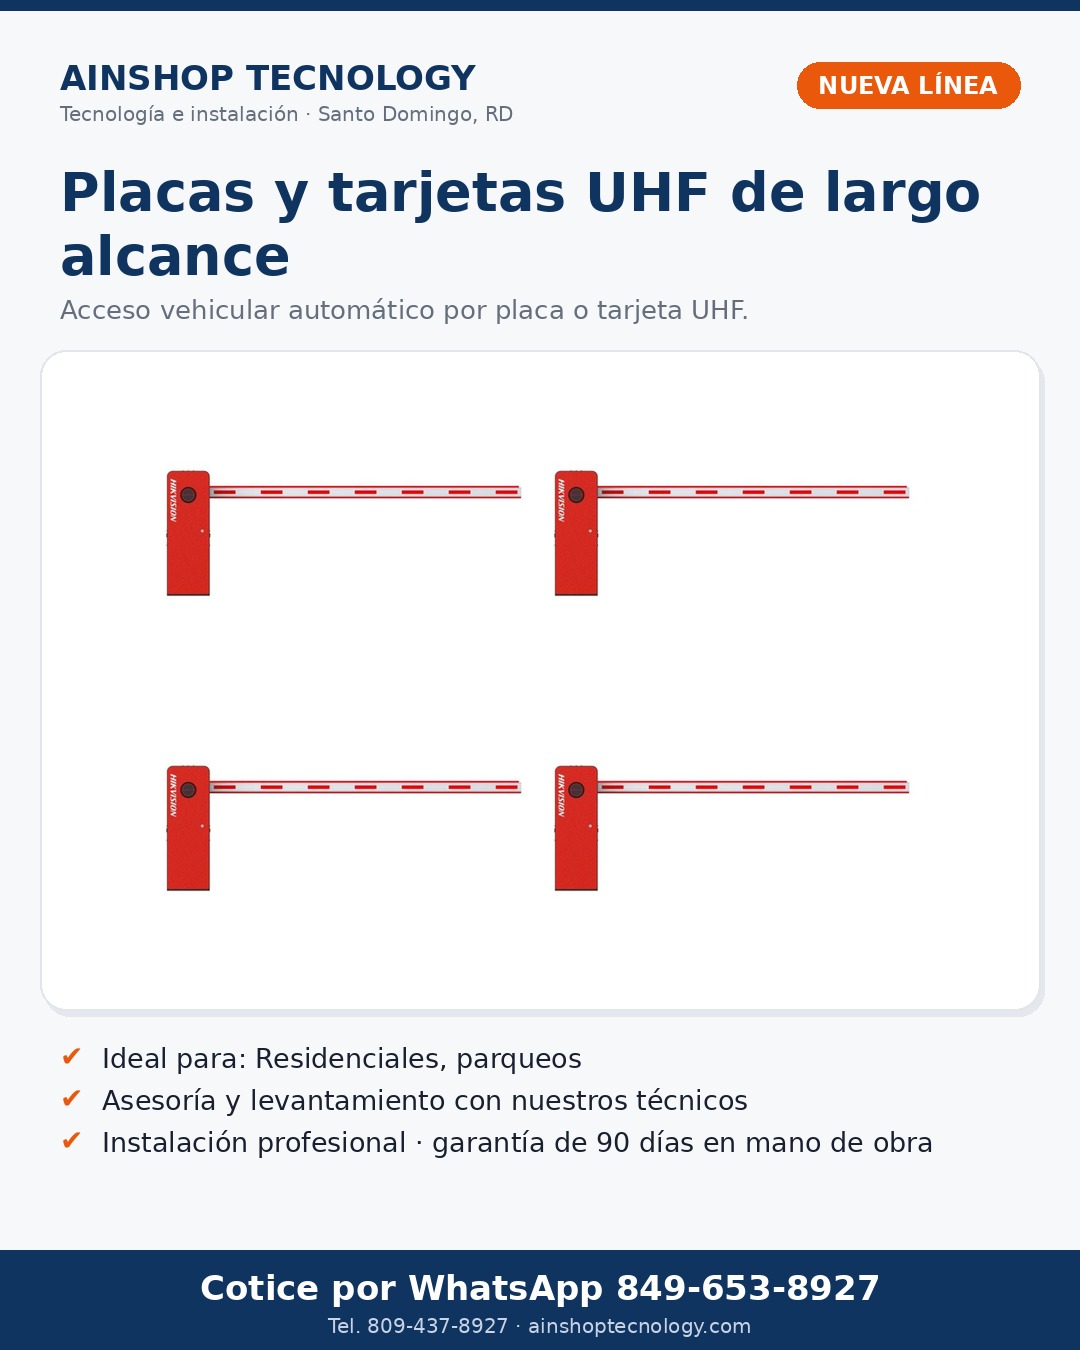 AINSHOP TECNOLOGY
Tecnología e instalación · Santo Domingo, RD
NUEVA LÍNEA
Placas y tarjetas UHF de largo
alcance
Acceso vehicular automático por placa o tarjeta UHF.
HIKVISION
HIKVISION
HIKVISION
HIKVISION
✔ Ideal para: Residenciales, parqueos
✔ Asesoría y levantamiento con nuestros técnicos
✔ Instalación profesional · garantía de 90 días en mano de obra
Cotice por WhatsApp 849-653-8927
Tel. 809-437-8927 · ainshoptecnology.com